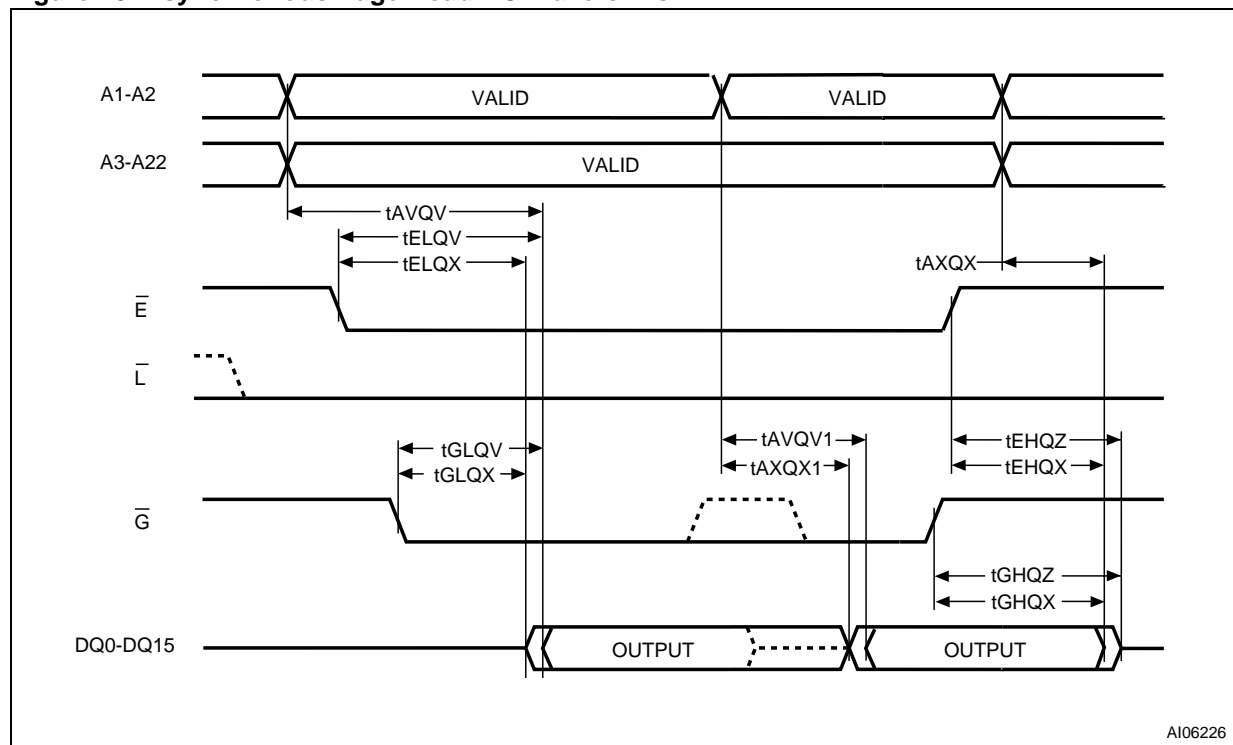 A1-A2
VALID
VALID
A3-A22
VALID
tAVQV
tELQV
tELQX
tAXQX
E
L
tGLQV
tGLQX
tAVQV1
tAXQX1
tEHQZ
tEHQX
G
tGHQZ
tGHQX
DQ0-DQ15
OUTPUT
OUTPUT
AI06226